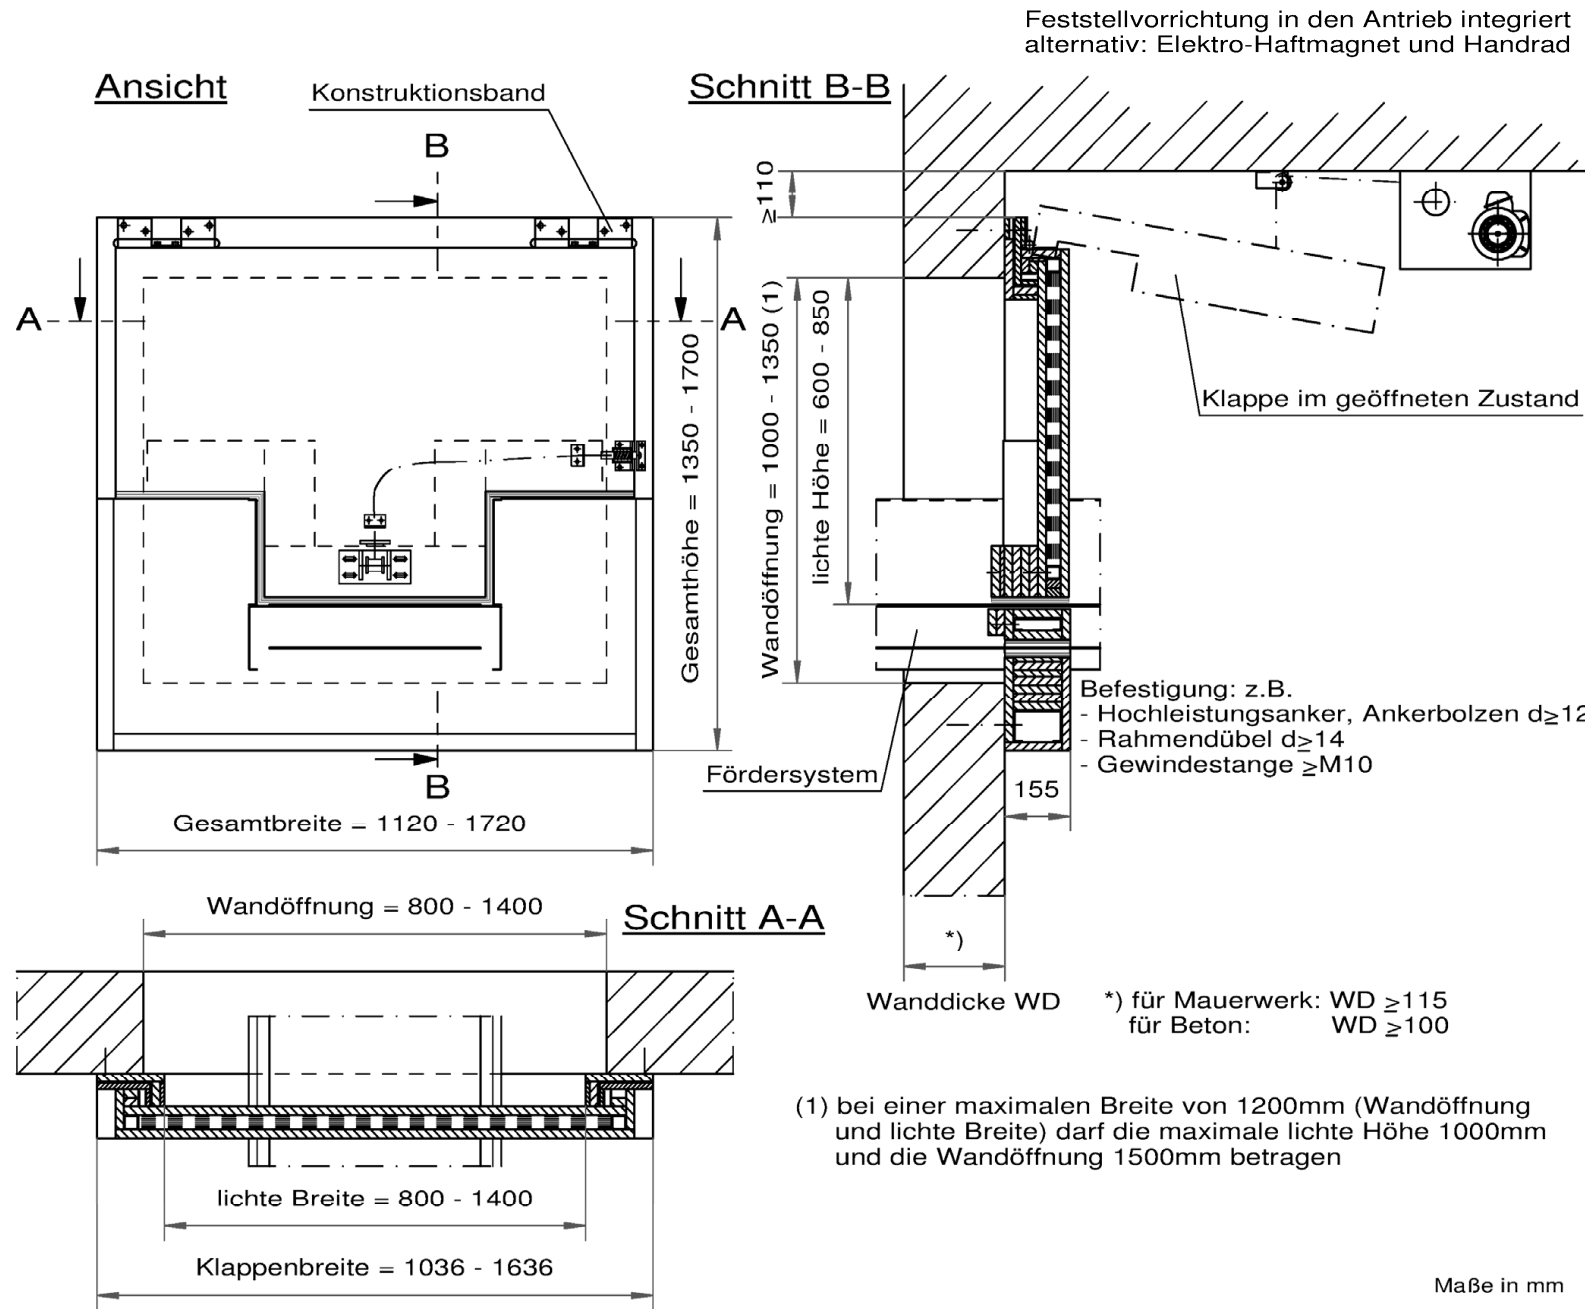 Feststellvorrichtung in den Antrieb integriert
alternativ: Elektro-Haftmagnet und Handrad
Ansicht
Konstruktionsband
Schnitt B-B
B
≥110
A
A
Gesamthöhe = 1350 - 1700
Wandöffnung = 1000 - 1350 (1)
lichte Höhe = 600 - 850
Klappe im geöffneten Zustand
Befestigung: z.B.
- Hochleistungsanker, Ankerbolzen d≥12
- Rahmendübel d≥14
- Gewindestange ≥M10
Fördersystem
155
B
Gesamtbreite = 1120 - 1720
Wandöffnung = 800 - 1400
Schnitt A-A
*)
Wanddicke WD
*) für Mauerwerk: WD ≥115
für Beton: WD ≥100
(1) bei einer maximalen Breite von 1200mm (Wandöffnung
und lichte Breite) darf die maximale lichte Höhe 1000mm
und die Wandöffnung 1500mm betragen
lichte Breite = 800 - 1400
Klappenbreite = 1036 - 1636
Maße in mm